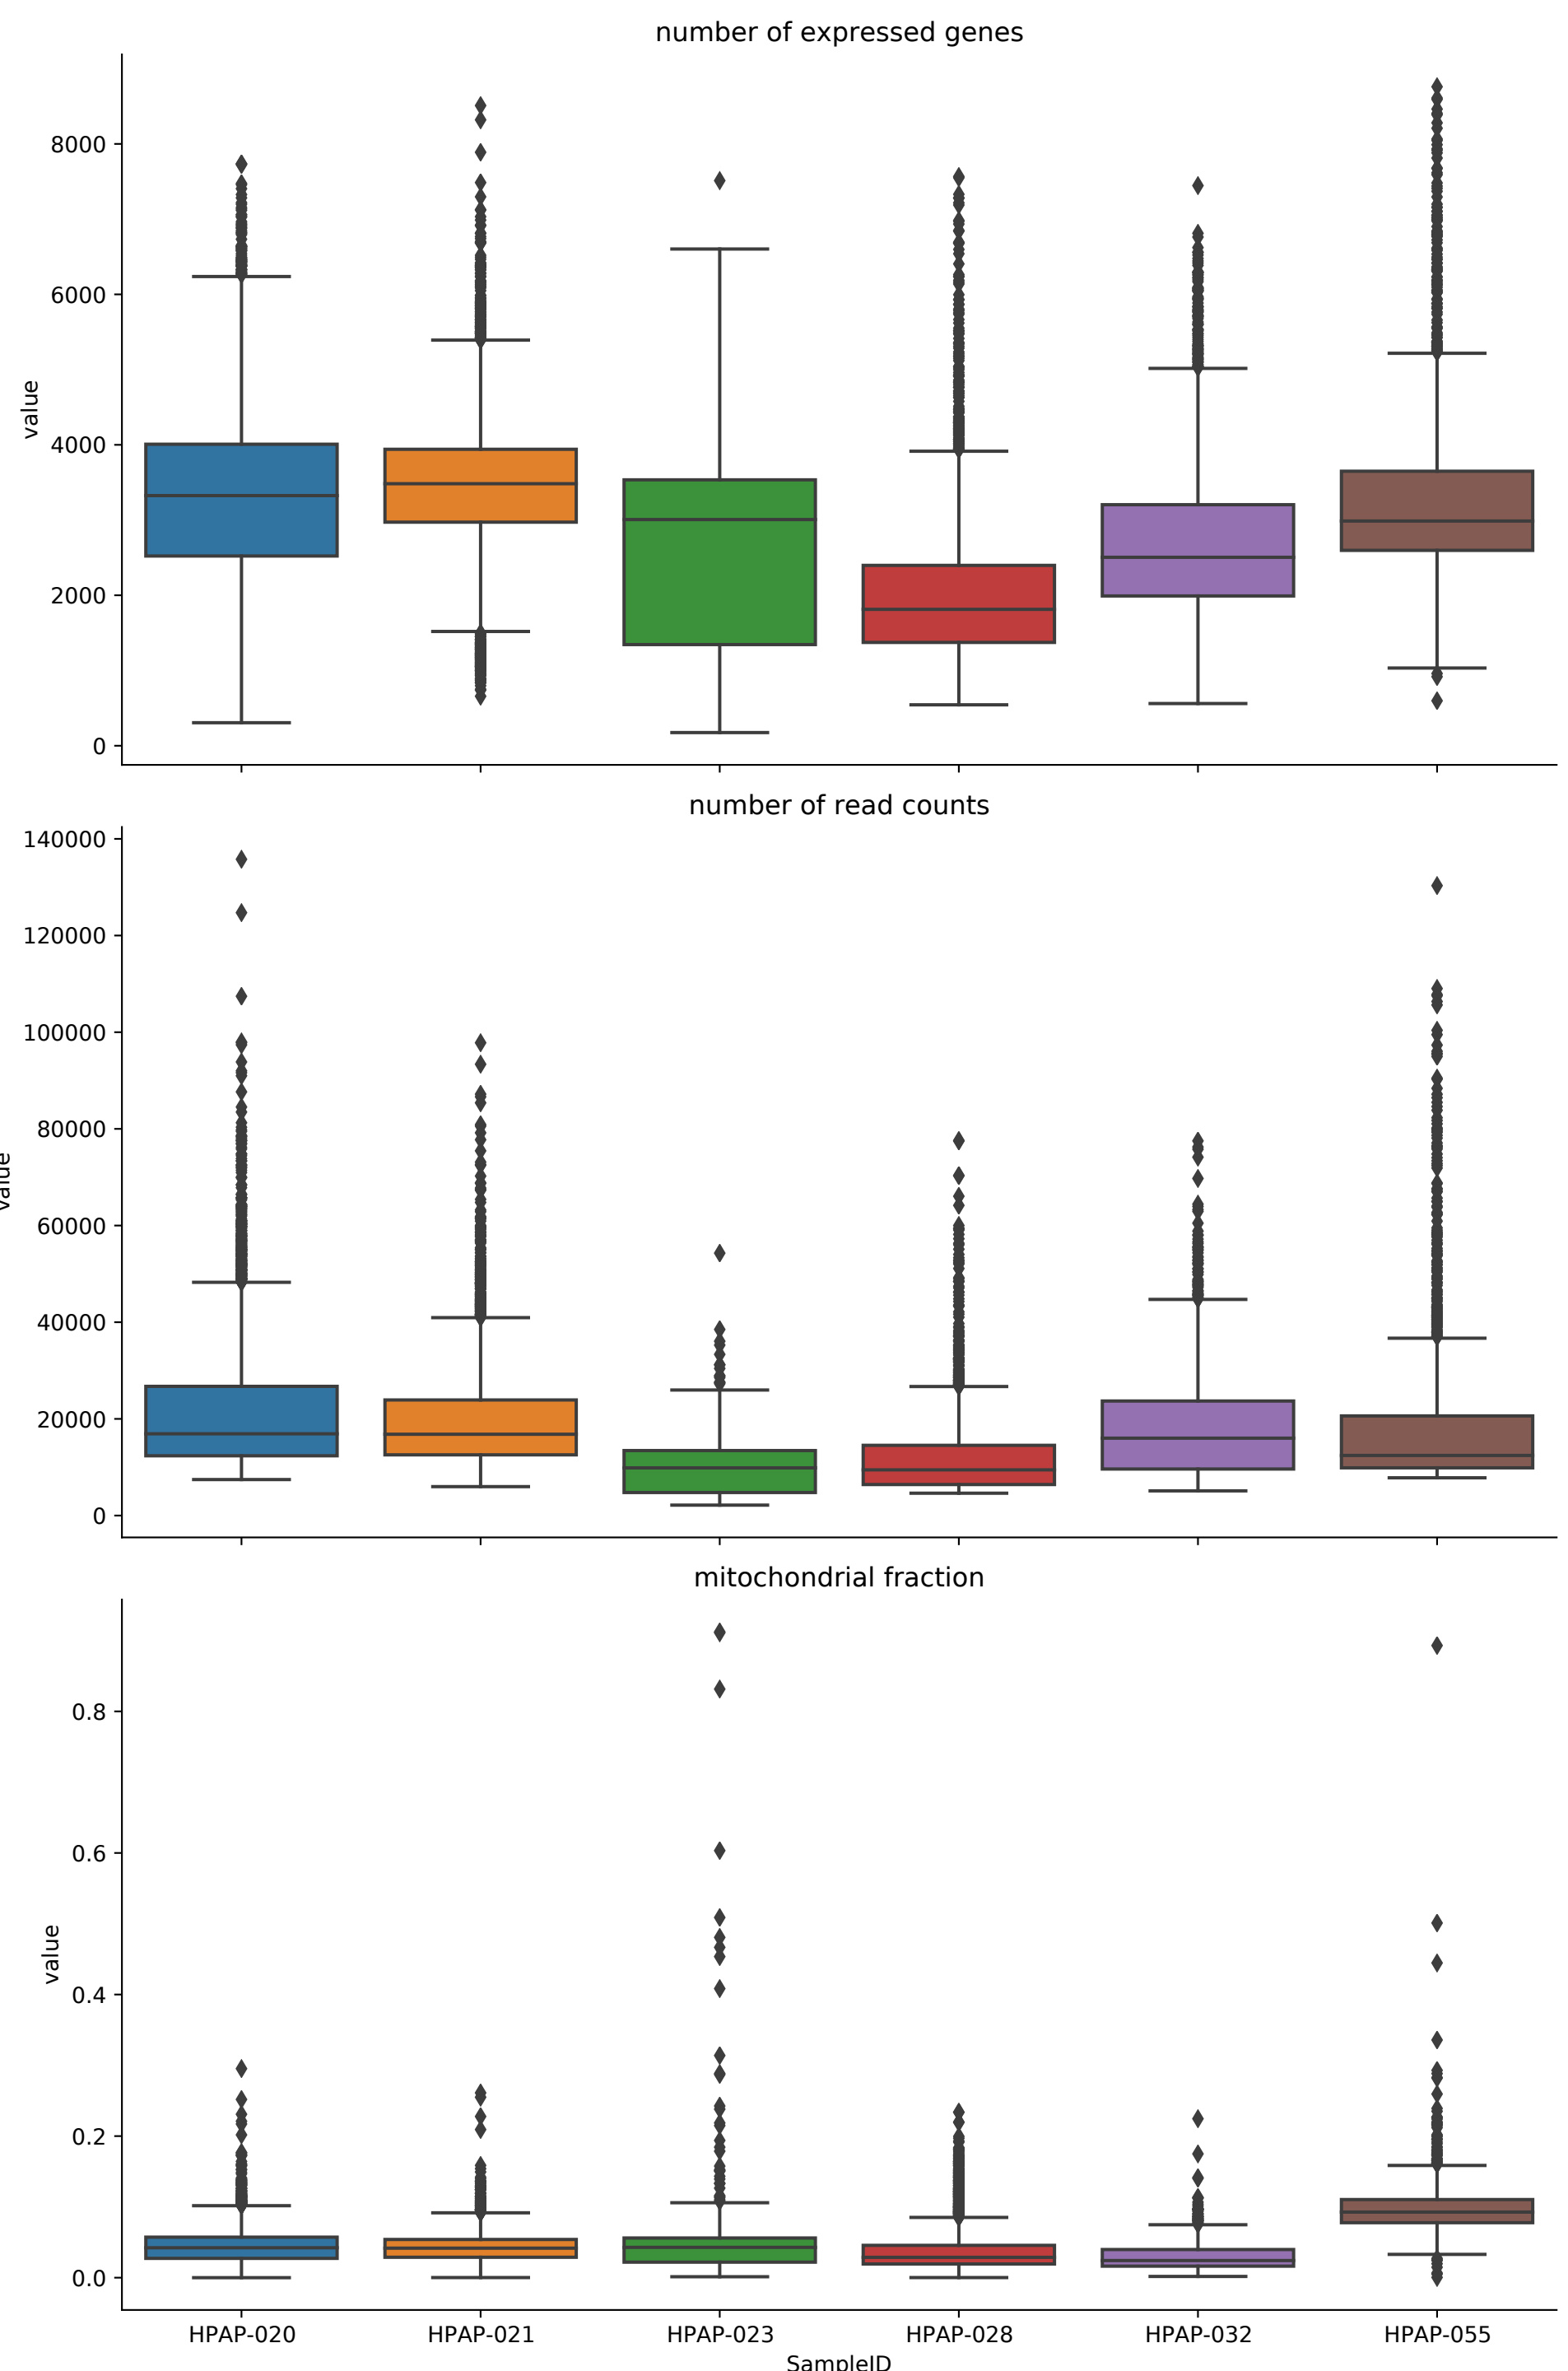 number of expressed genes
8000
6000
4000
2000
0
value
number of read counts
140000
120000
100000
80000
60000
40000
20000
0
value
mitochondrial fraction
0.8
0.6
0.4
0.2
0.0
value
HPAP-020 HPAP-021 HPAP-023 HPAP-028 HPAP-032 HPAP-055
SampleID